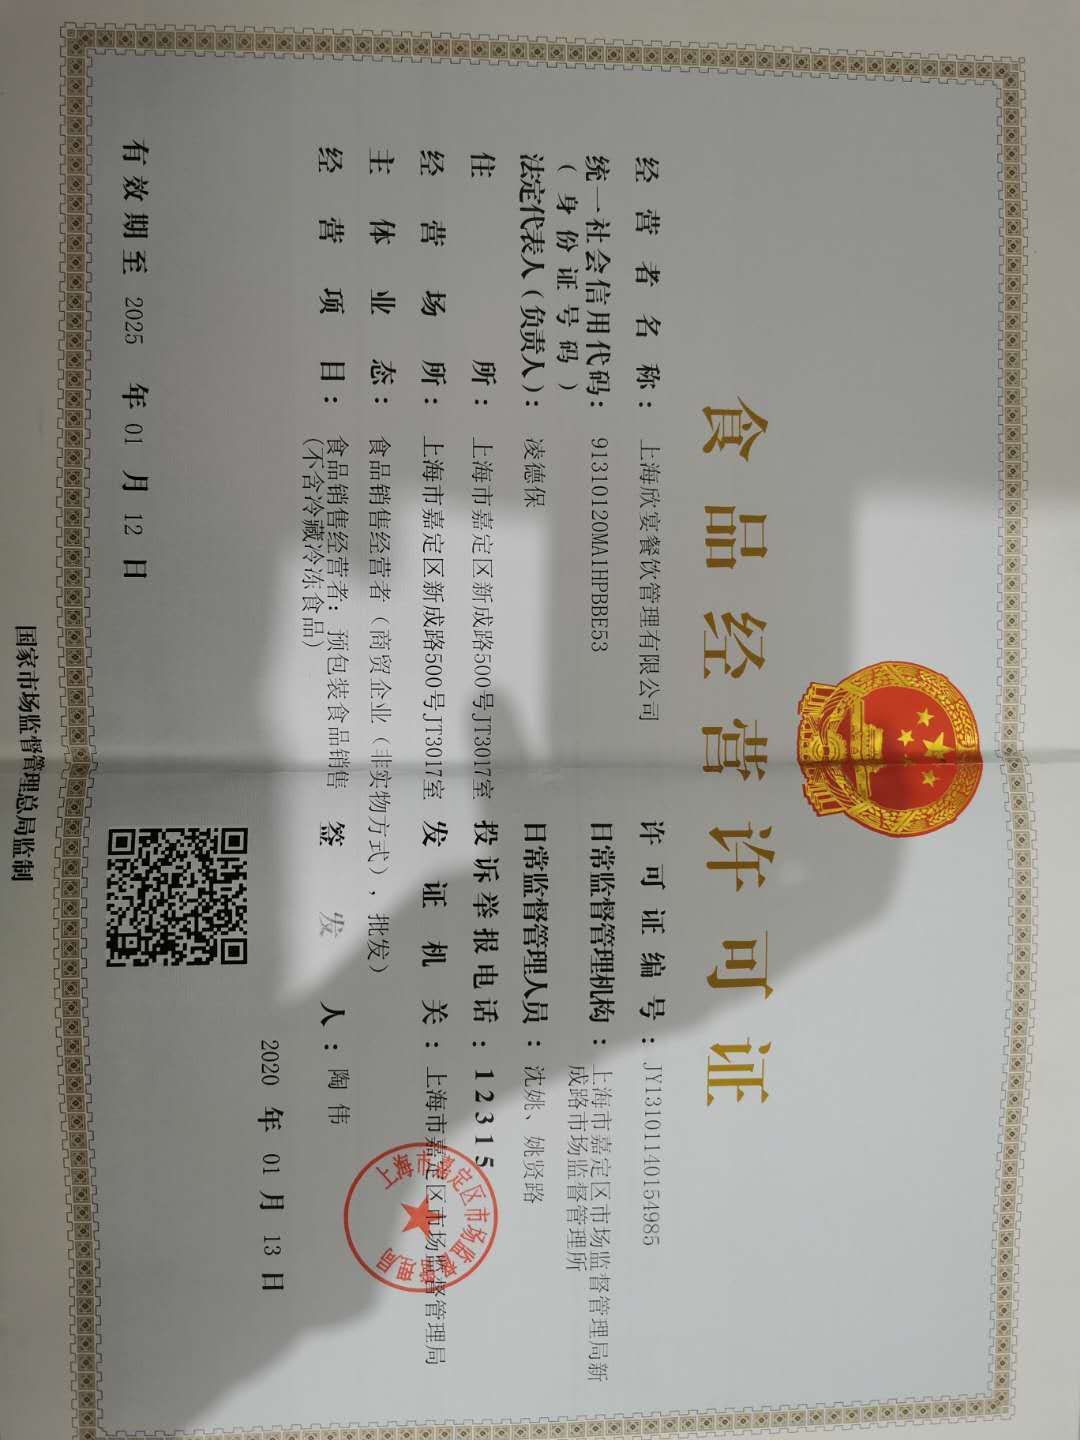 食品经营许可证
经营者名称：上海欣宴餐饮管理有限公司
统一社会信用代码：91310120MA1HPBBE53
（身份证号码）
法定代表人（负责人）：凌德保
住所：上海市嘉定区新成路500号JT3017室
经营场所：上海市嘉定区新成路500号JT3017室
主体业态：食品销售经营者（商贸企业（非实物方式），批发）
经营项目：食品销售经营者：预包装食品销售
（不含冷藏冷冻食品）
许可证编号：JY13101140154985
日常监督管理机构：上海市嘉定区市场监督管理局新
成路市场监督管理所
日常监督管理人员：沈姚、姚贤路
投诉举报电话：12315
发证机关：上海市嘉定区市场监督管理局
签发人：陶伟
上海市嘉定区市场监督管理局
2020 年 01 月 13 日
有效期至 2025 年 01 月 12 日
国家市场监督管理总局监制